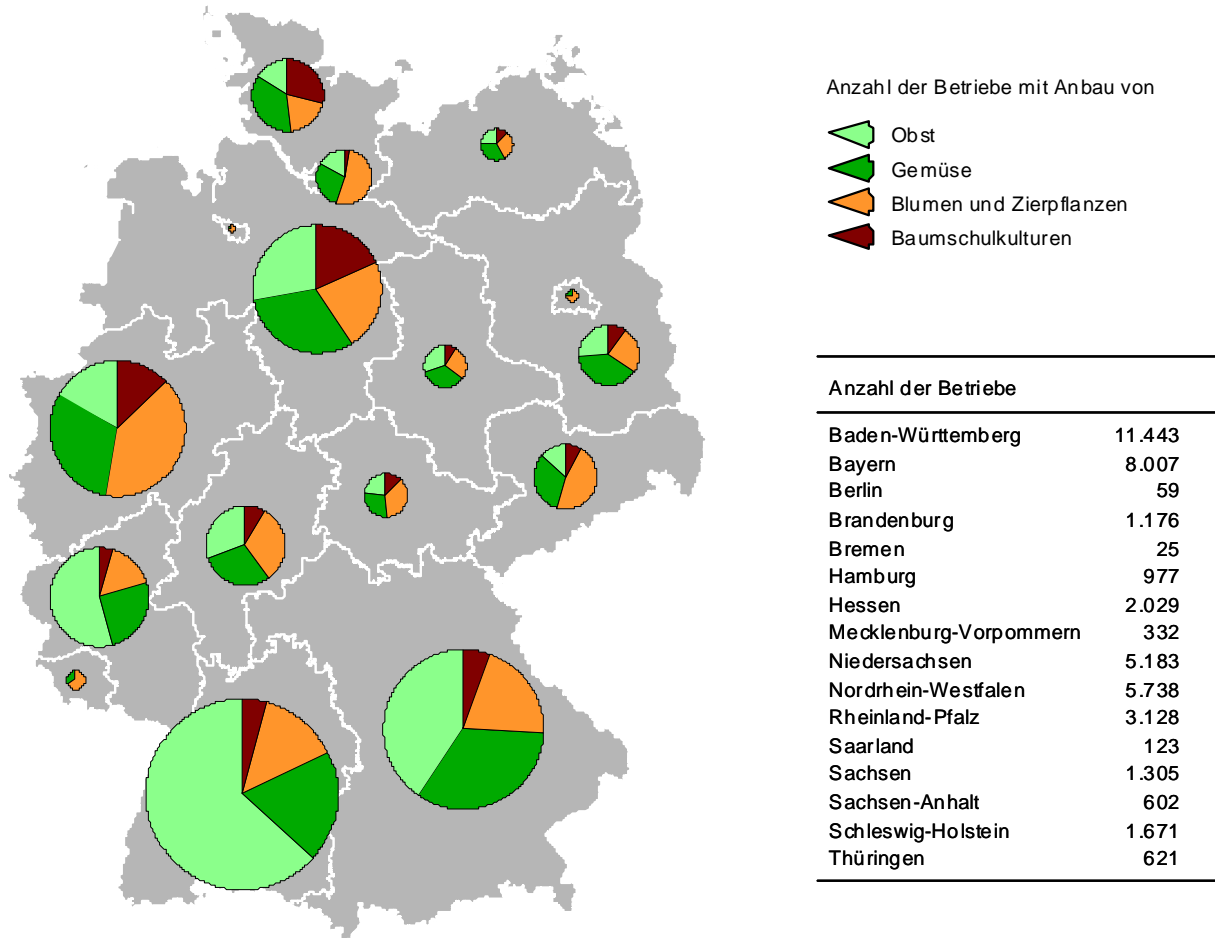 Anzahl der Betriebe mit Anbau von
Obst
Gemüse
Blumen und Zierpflanzen
Baumschulkulturen
Anzahl der Betriebe
Baden-Württemberg 11.443
Bayern 8.007
Berlin 59
Brandenburg 1.176
Bremen 25
Hamburg 977
Hessen 2.029
Mecklenburg-Vorpommern 332
Niedersachsen 5.183
Nordrhein-Westfalen 5.738
Rheinland-Pfalz 3.128
Saarland 123
Sachsen 1.305
Sachsen-Anhalt 602
Schleswig-Holstein 1.671
Thüringen 621